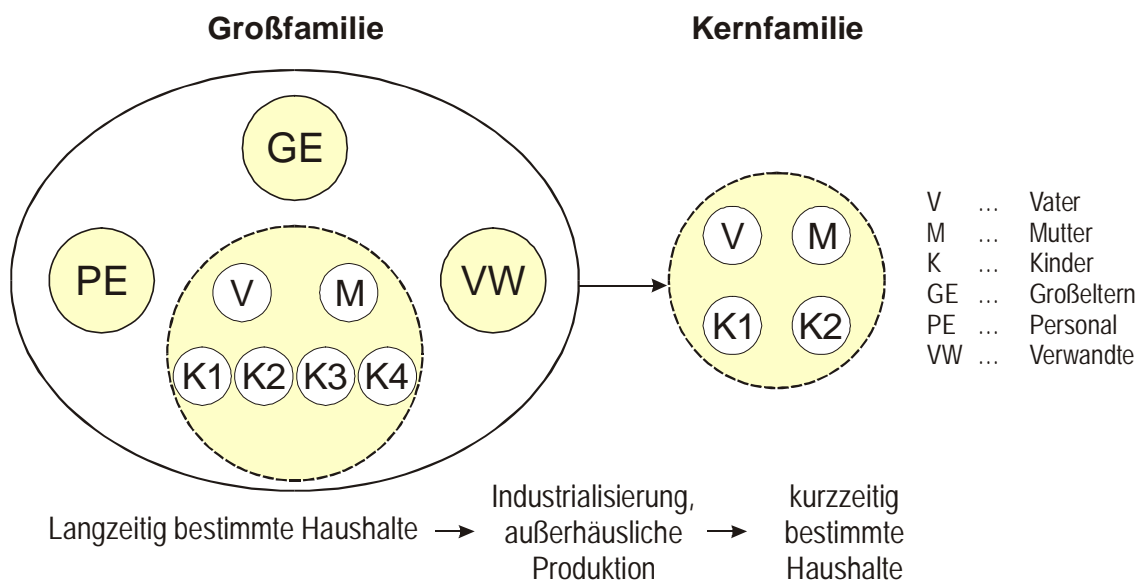 Großfamilie
Kernfamilie
GE
PE
VW
V M
K1 K2 K3 K4
V M
K1 K2
V ... Vater
M ... Mutter
K ... Kinder
GE ... Großeltern
PE ... Personal
VW ... Verwandte
Langzeitig bestimmte Haushalte
Industrialisierung,
außerhäusliche
Produktion
kurzzeitig
bestimmte
Haushalte